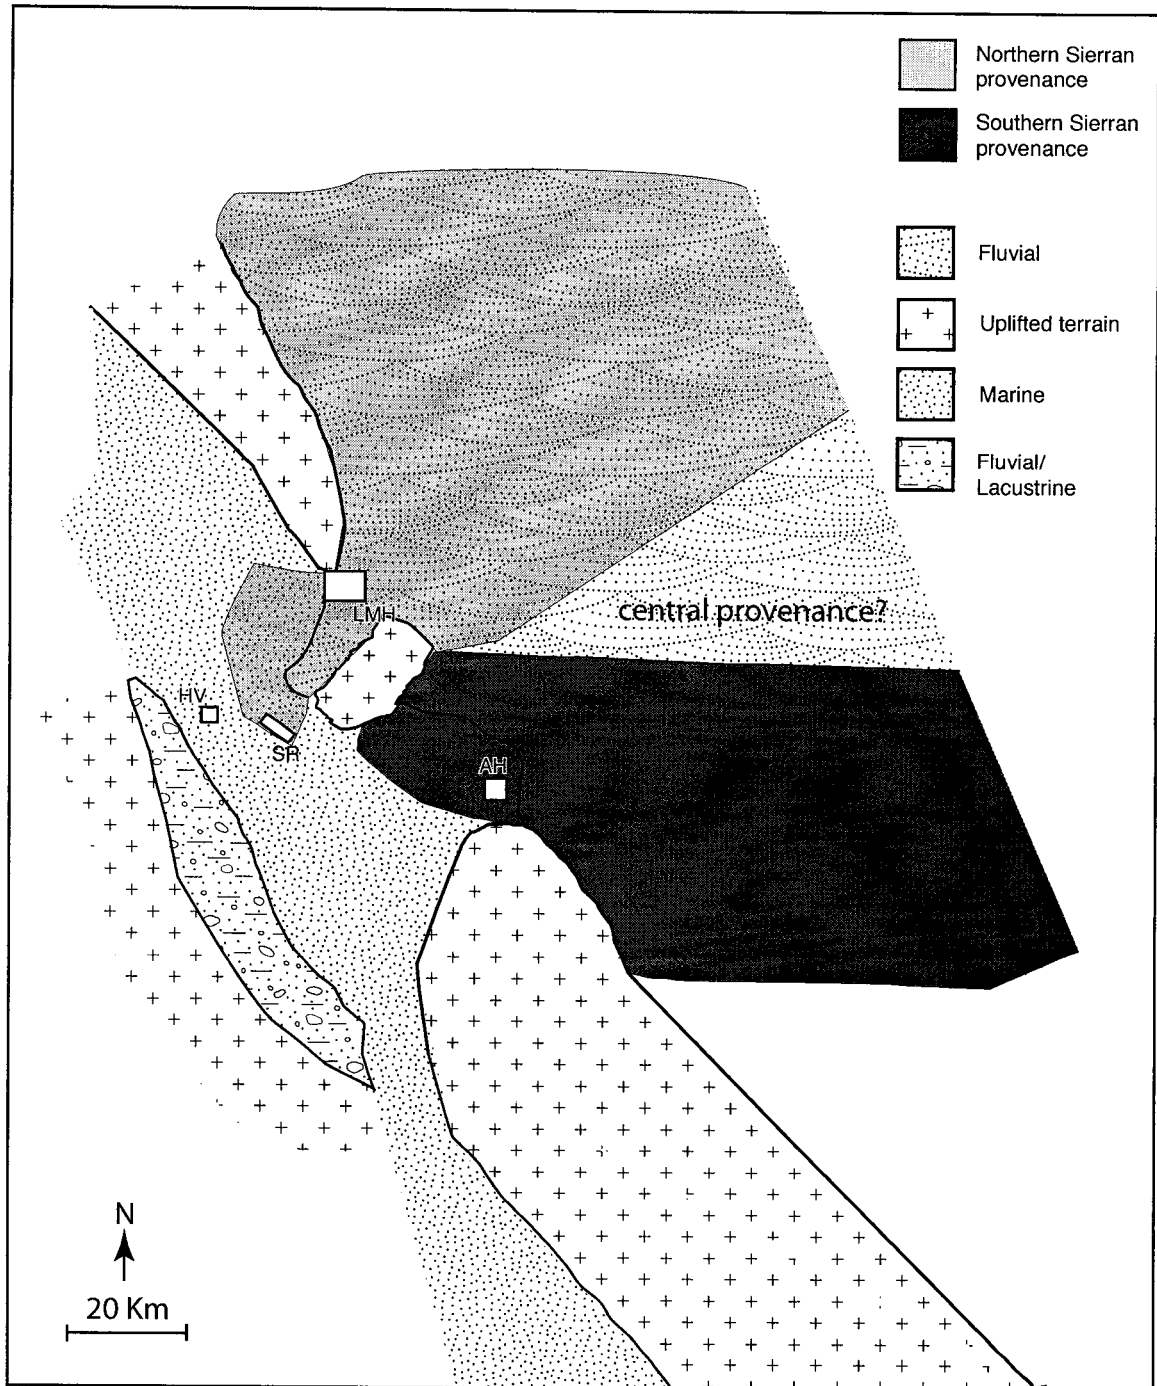 Northern Sierran
provenance
Southern Sierran
provenance
Fluvial
Uplifted terrain
Marine
Fluvial/
Lacustrine
LMH
central provenance?
HV
SR
AH
N
20 Km